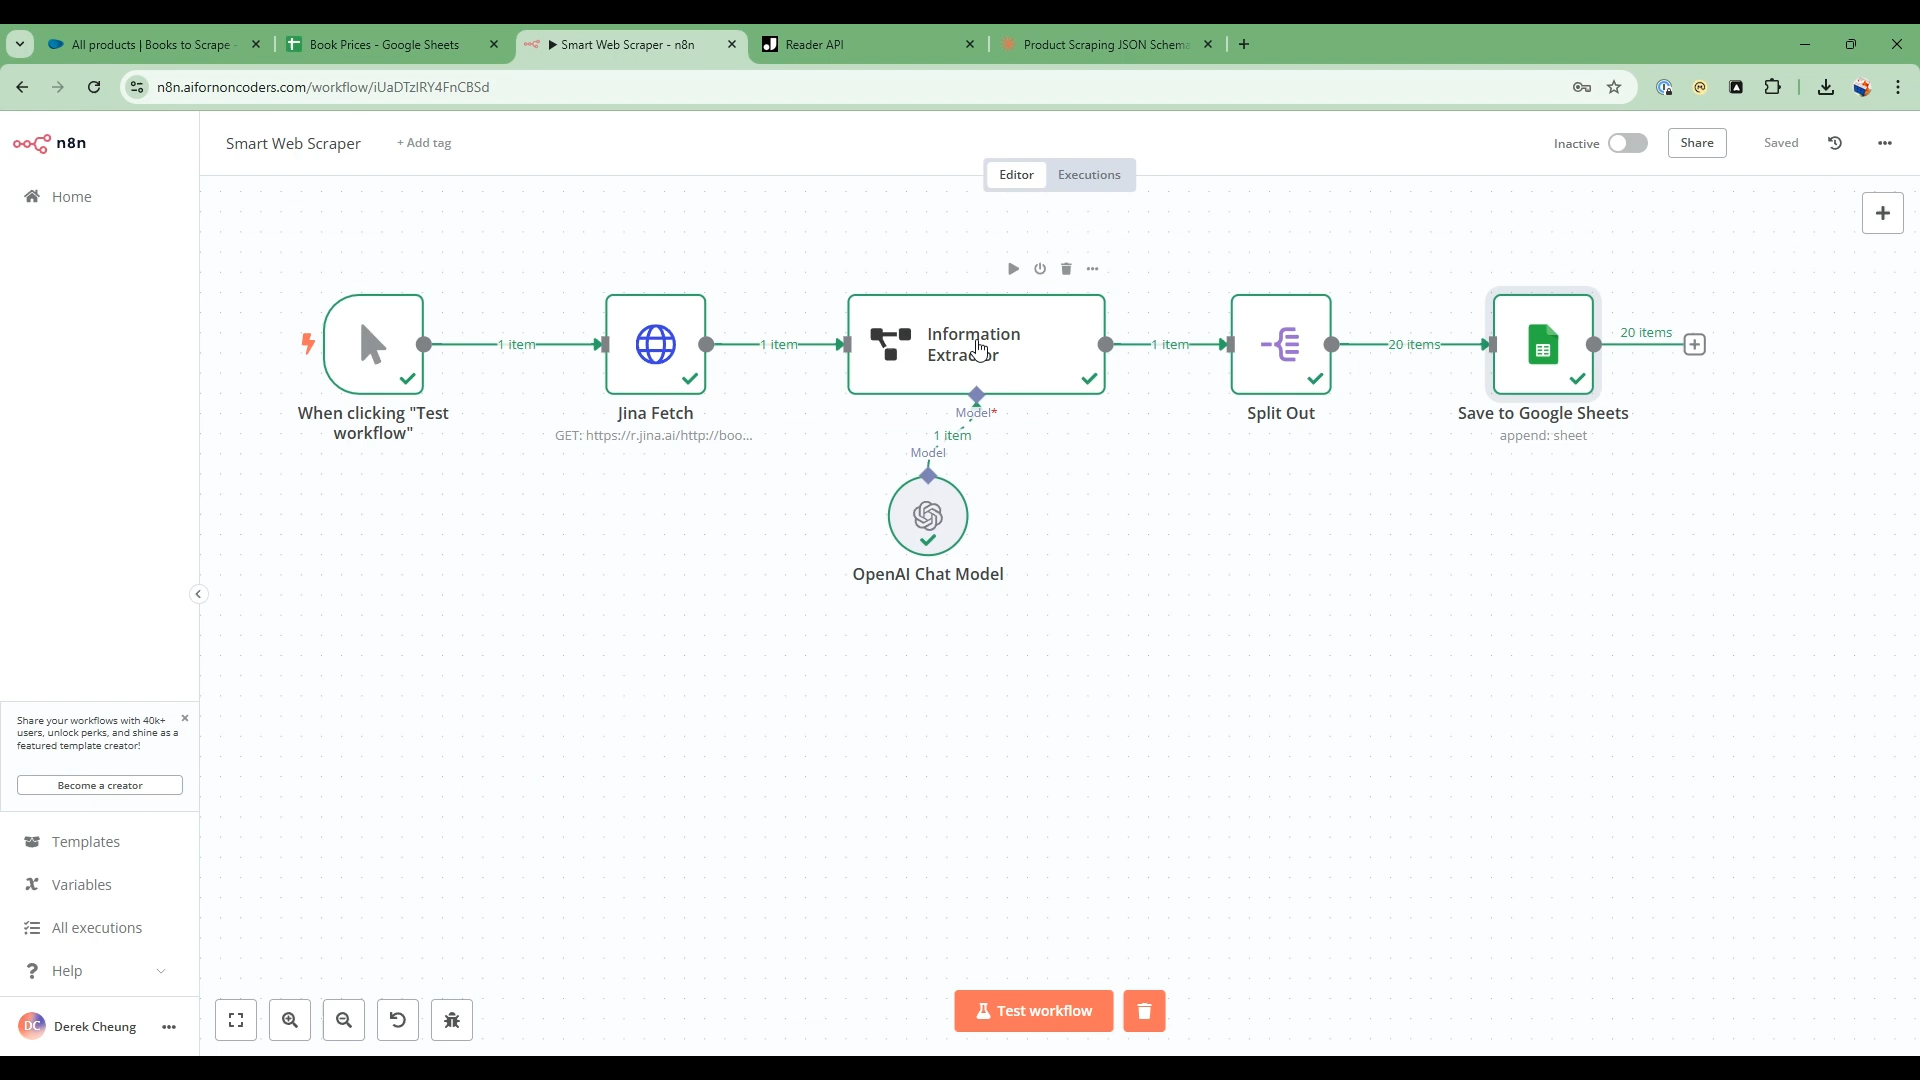 All products | Books to Scrape
Book Prices - Google Sheets
▶ Smart Web Scraper - n8n
Reader API
Product Scraping JSON Schema
n8n.aifornoncoders.com/workflow/iUaDTzIRY4FnCBSd
n8n
Smart Web Scraper
+ Add tag
Inactive
Share
Saved
Editor
Executions
Home
1 item
1 item
Information
Extractor
1 item
20 items
20 items
When clicking "Test
workflow"
Jina Fetch
GET: https://r.jina.ai/http://boo...
Model*
1 item
Model
Split Out
Save to Google Sheets
append: sheet
OpenAI Chat Model
Share your workflows with 40k+
users, unlock perks, and shine as a
featured template creator!
Become a creator
Templates
Variables
All executions
Help
DC
Derek Cheung
Test workflow